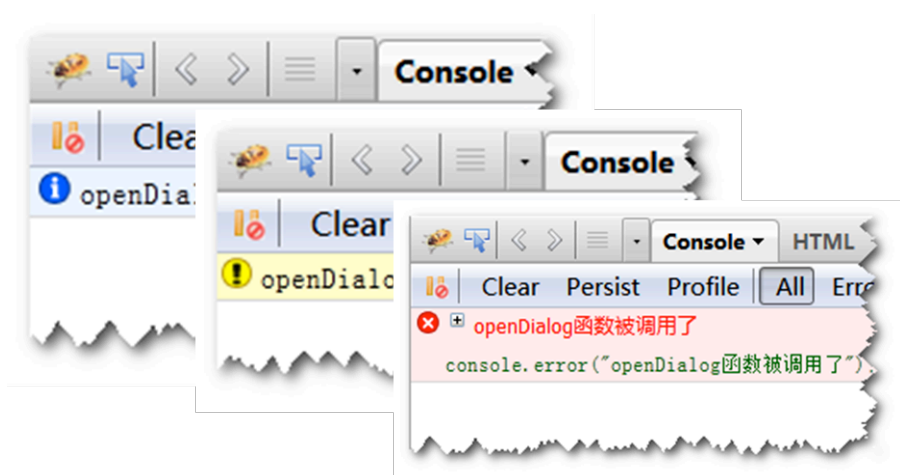 Console
Clea
openDial
Console
Clear
openDialo
Console HTML
Clear Persist Profile All Erro
openDialog函数被调用了
console.error("openDialog函数被调用了")